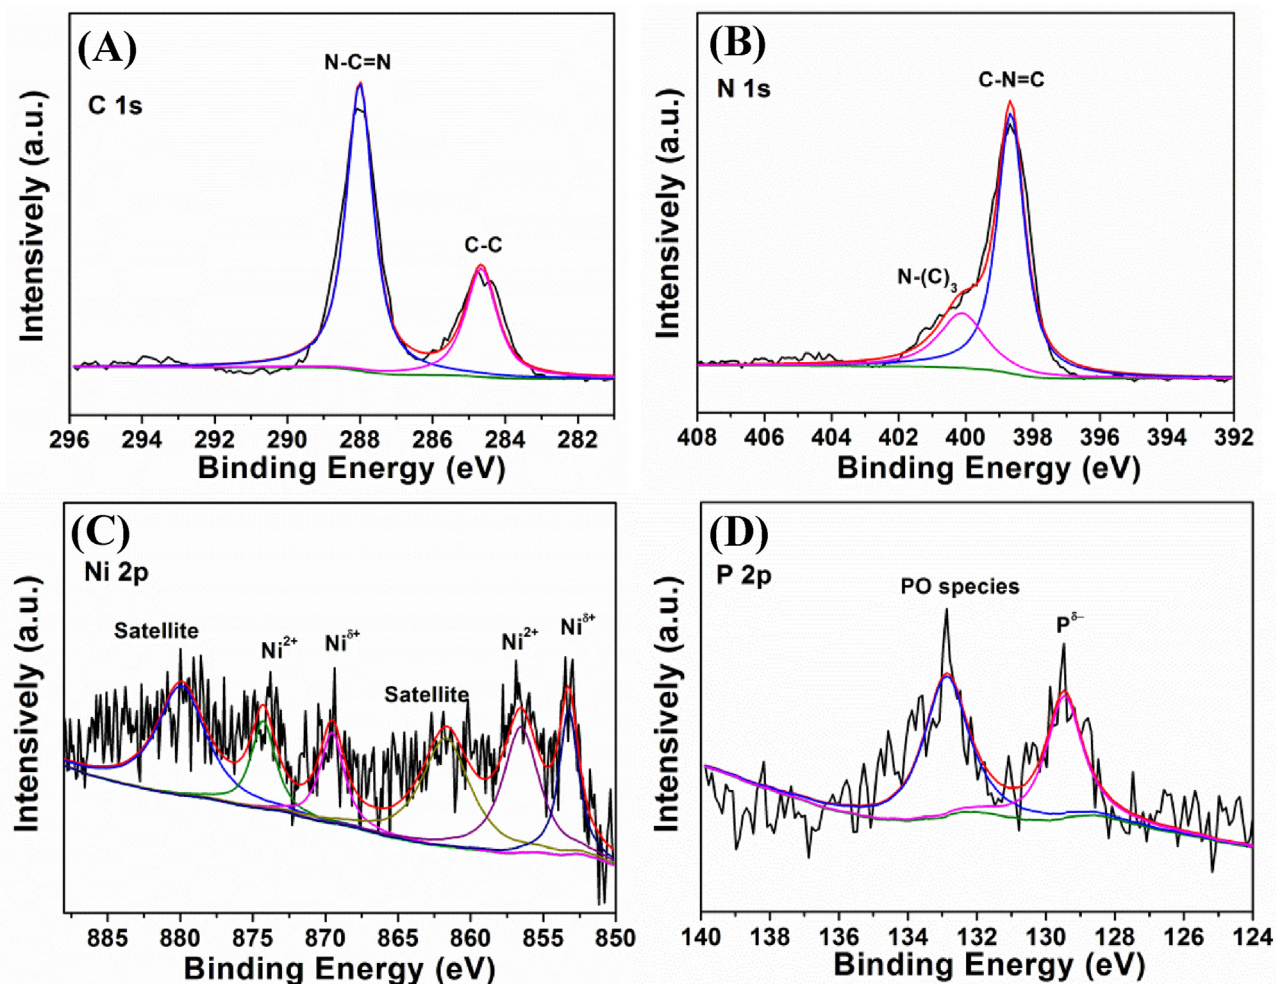 (A)
C 1s
N-C=N
C-C
Intensively (a.u.)
296 294 292 290 288 286 284 282
Binding Energy (eV)
(B)
N 1s
C-N=C
N-(C)₃
Intensively (a.u.)
408 406 404 402 400 398 396 394 392
Binding Energy (eV)
(C)
Ni 2p
Satellite
Ni²⁺
Niᵟ⁺
Satellite
Ni²⁺
Niᵟ⁺
Intensively (a.u.)
885 880 875 870 865 860 855 850
Binding Energy (eV)
(D)
P 2p
PO species
Pᵟ⁻
Intensively (a.u.)
140 138 136 134 132 130 128 126 124
Binding Energy (eV)